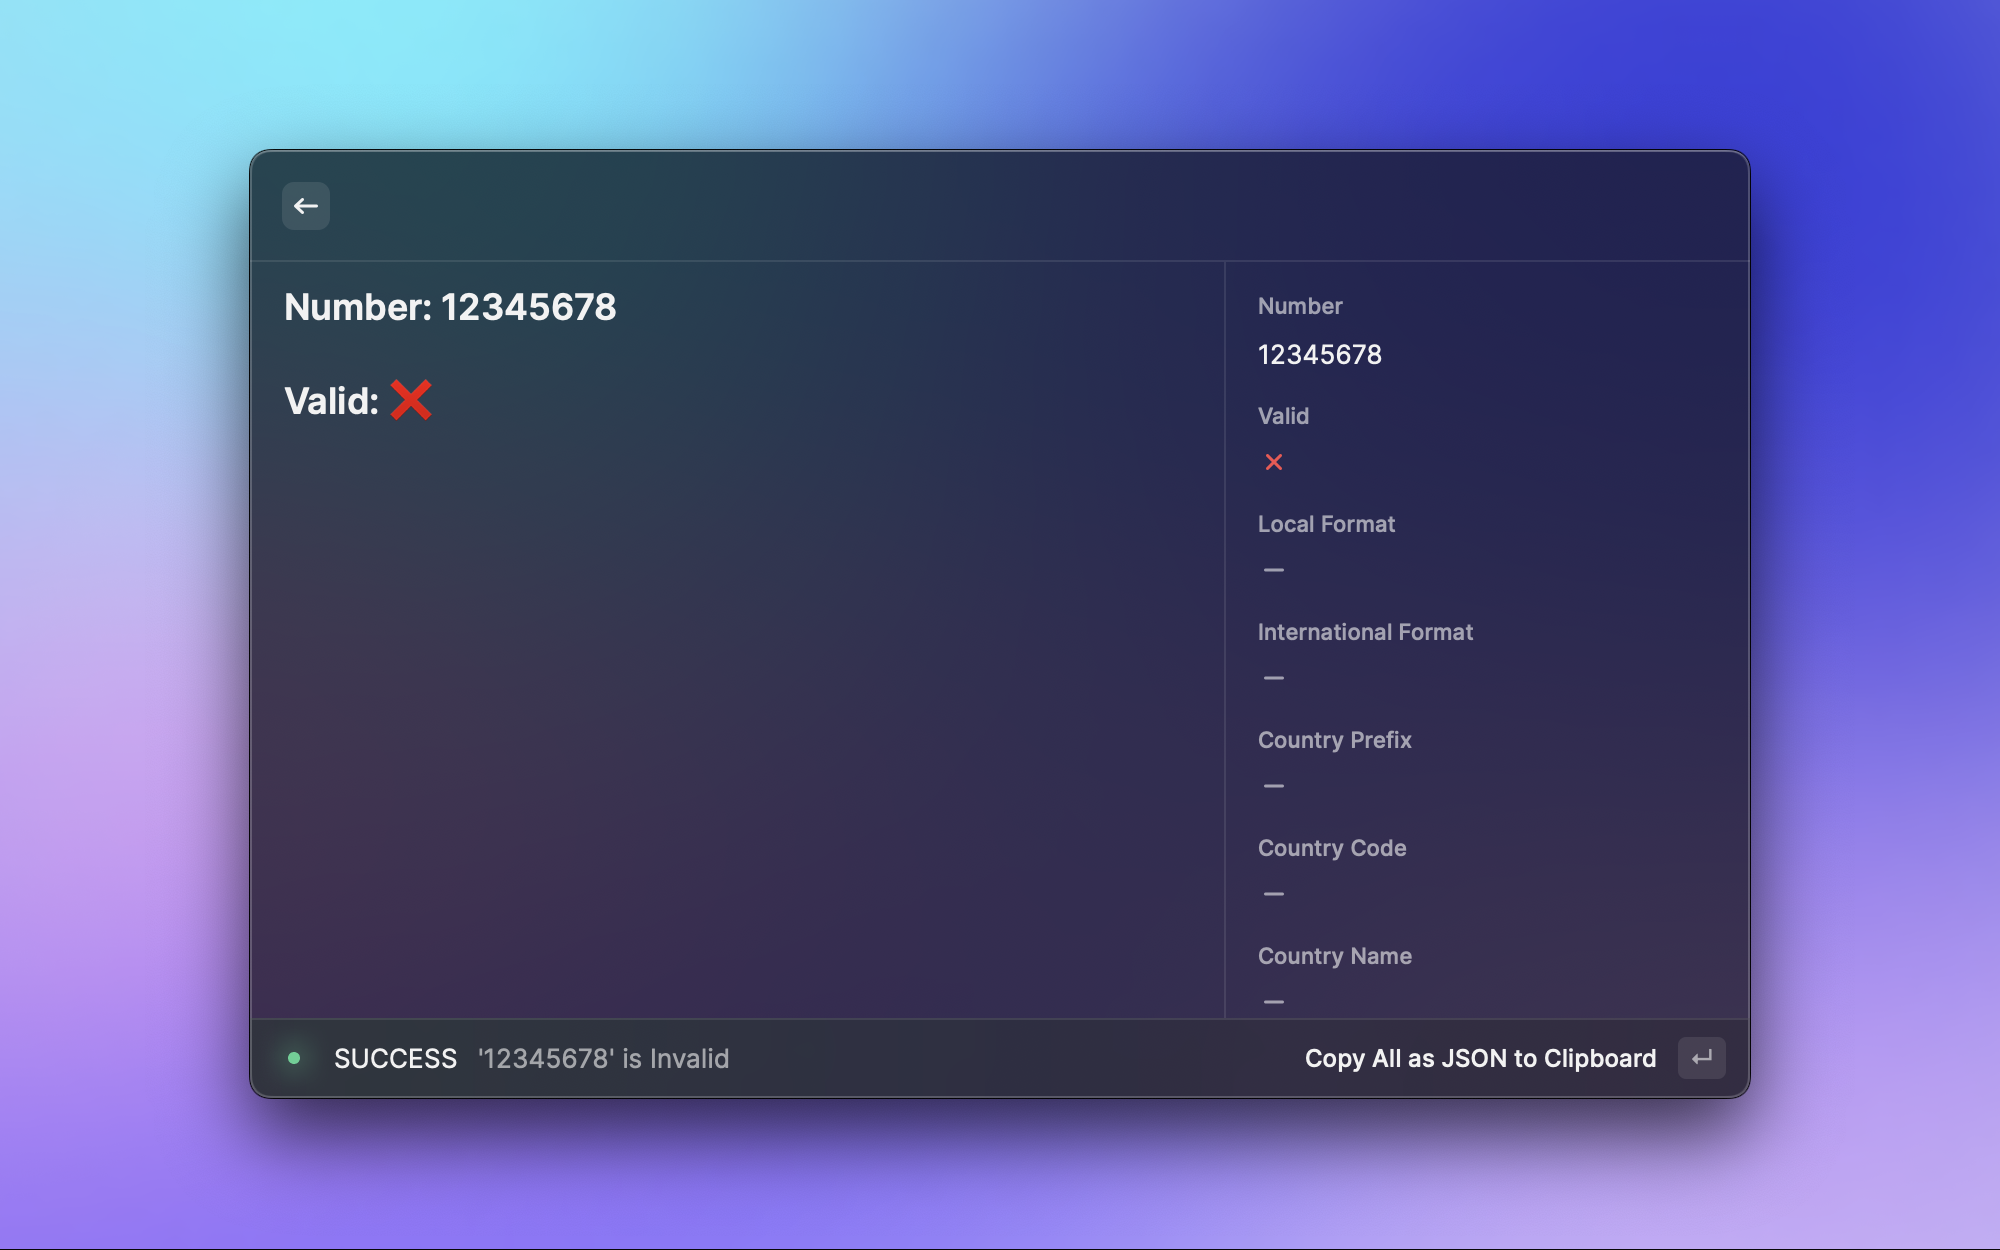 Number: 12345678
Valid: ❌
Number
12345678
Valid
Local Format
—
International Format
—
Country Prefix
—
Country Code
—
Country Name
—
SUCCESS '12345678' is Invalid
Copy All as JSON to Clipboard